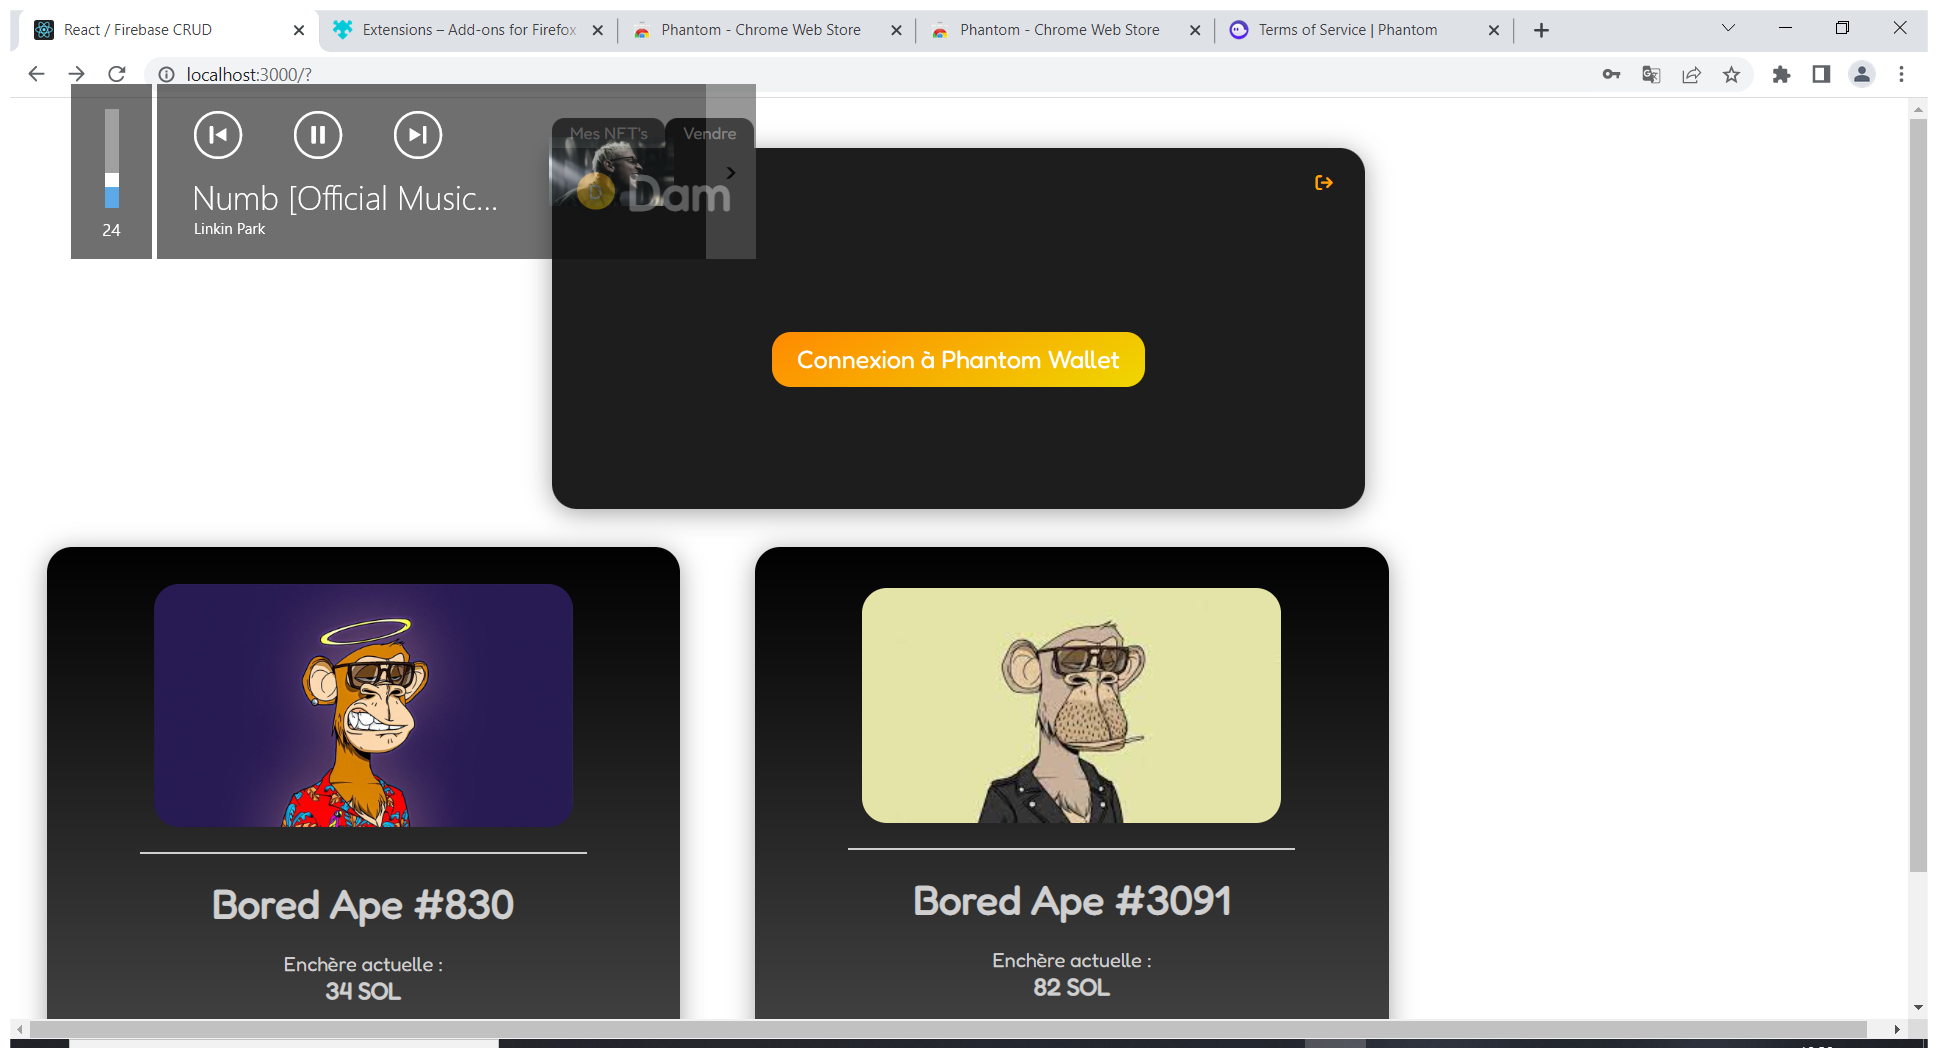 React / Firebase CRUD
Extensions – Add-ons for Firefox
Phantom - Chrome Web Store
Phantom - Chrome Web Store
Terms of Service | Phantom
localhost:3000/?
24
Numb [Official Music...
Linkin Park
Mes NFT's
Vendre
D
Dam
Connexion à Phantom Wallet
Bored Ape #830
Enchère actuelle :
34 SOL
Bored Ape #3091
Enchère actuelle :
82 SOL